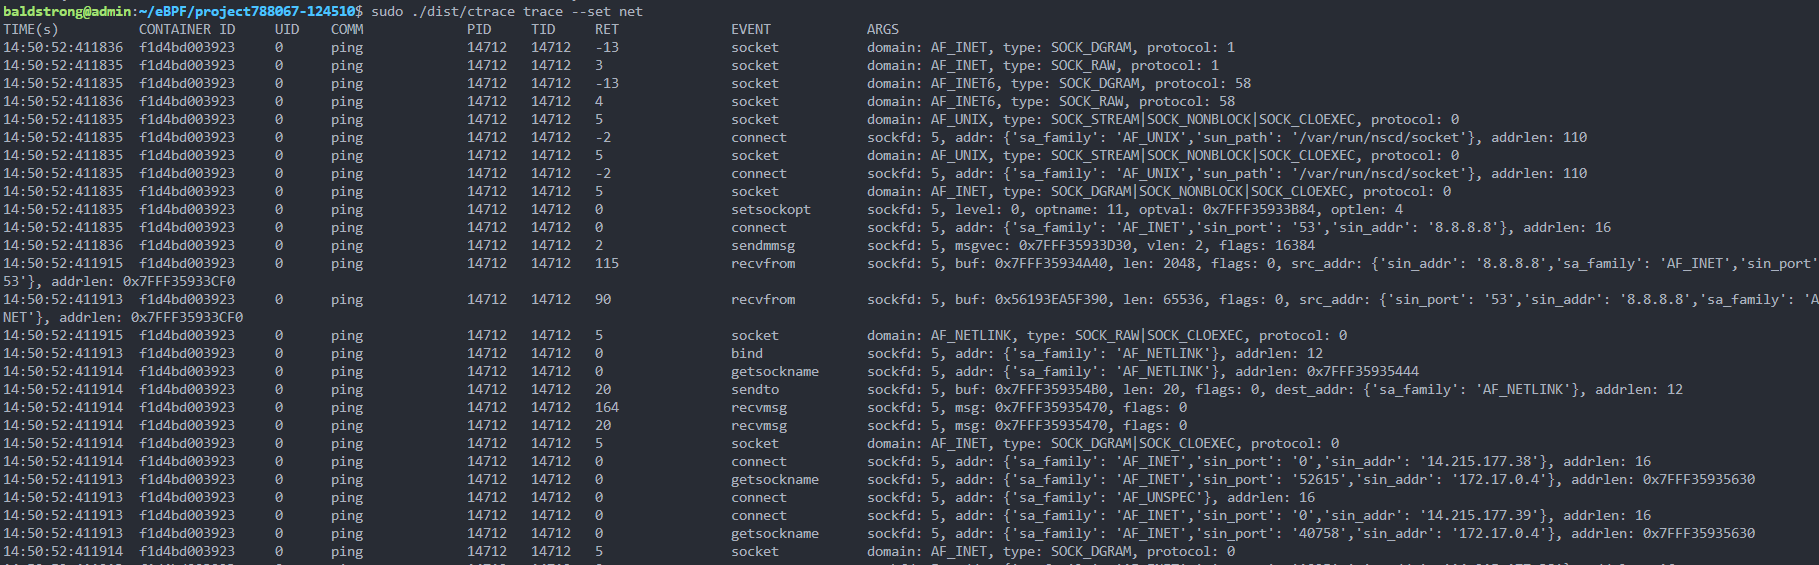 baldstrong@admin:~/eBPF/project788067-124510$ sudo ./dist/ctrace trace --set net
TIME(s) CONTAINER ID UID COMM PID TID RET EVENT ARGS
14:50:52:411836 f1d4bd003923 0 ping 14712 14712 -13 socket domain: AF_INET, type: SOCK_DGRAM, protocol: 1
14:50:52:411835 f1d4bd003923 0 ping 14712 14712 3 socket domain: AF_INET, type: SOCK_RAW, protocol: 1
14:50:52:411835 f1d4bd003923 0 ping 14712 14712 -13 socket domain: AF_INET6, type: SOCK_DGRAM, protocol: 58
14:50:52:411836 f1d4bd003923 0 ping 14712 14712 4 socket domain: AF_INET6, type: SOCK_RAW, protocol: 58
14:50:52:411835 f1d4bd003923 0 ping 14712 14712 5 socket domain: AF_UNIX, type: SOCK_STREAM|SOCK_NONBLOCK|SOCK_CLOEXEC, protocol: 0
14:50:52:411836 f1d4bd003923 0 ping 14712 14712 -2 connect sockfd: 5, addr: {'sa_family': 'AF_UNIX','sun_path': '/var/run/nscd/socket'}, addrlen: 110
14:50:52:411835 f1d4bd003923 0 ping 14712 14712 5 socket domain: AF_UNIX, type: SOCK_STREAM|SOCK_NONBLOCK|SOCK_CLOEXEC, protocol: 0
14:50:52:411835 f1d4bd003923 0 ping 14712 14712 -2 connect sockfd: 5, addr: {'sa_family': 'AF_UNIX','sun_path': '/var/run/nscd/socket'}, addrlen: 110
14:50:52:411835 f1d4bd003923 0 ping 14712 14712 5 socket domain: AF_INET, type: SOCK_DGRAM|SOCK_NONBLOCK|SOCK_CLOEXEC, protocol: 0
14:50:52:411835 f1d4bd003923 0 ping 14712 14712 0 setsockopt sockfd: 5, level: 0, optname: 11, optval: 0x7FFF35933B84, optlen: 4
14:50:52:411835 f1d4bd003923 0 ping 14712 14712 0 connect sockfd: 5, addr: {'sa_family': 'AF_INET','sin_port': '53','sin_addr': '8.8.8.8'}, addrlen: 16
14:50:52:411836 f1d4bd003923 0 ping 14712 14712 2 sendmmsg sockfd: 5, msgvec: 0x7FFF35933D30, vlen: 2, flags: 16384
14:50:52:411915 f1d4bd003923 0 ping 14712 14712 115 recvfrom sockfd: 5, buf: 0x7FFF35934A40, len: 2048, flags: 0, src_addr: {'sin_addr': '8.8.8.8','sa_family': 'AF_INET','sin_port'
53'}, addrlen: 0x7FFF35933CF0
14:50:52:411913 f1d4bd003923 0 ping 14712 14712 90 recvfrom sockfd: 5, buf: 0x56193EA5F390, len: 65536, flags: 0, src_addr: {'sin_port': '53','sin_addr': '8.8.8.8','sa_family': 'A
NET'}, addrlen: 0x7FFF35933CF0
14:50:52:411915 f1d4bd003923 0 ping 14712 14712 5 socket domain: AF_NETLINK, type: SOCK_RAW|SOCK_CLOEXEC, protocol: 0
14:50:52:411913 f1d4bd003923 0 ping 14712 14712 0 bind sockfd: 5, addr: {'sa_family': 'AF_NETLINK'}, addrlen: 12
14:50:52:411914 f1d4bd003923 0 ping 14712 14712 0 getsockname sockfd: 5, addr: {'sa_family': 'AF_NETLINK'}, addrlen: 0x7FFF35935444
14:50:52:411914 f1d4bd003923 0 ping 14712 14712 20 sendto sockfd: 5, buf: 0x7FFF359354B0, len: 20, flags: 0, dest_addr: {'sa_family': 'AF_NETLINK'}, addrlen: 12
14:50:52:411914 f1d4bd003923 0 ping 14712 14712 164 recvmsg sockfd: 5, msg: 0x7FFF35935470, flags: 0
14:50:52:411914 f1d4bd003923 0 ping 14712 14712 20 recvmsg sockfd: 5, msg: 0x7FFF35935470, flags: 0
14:50:52:411914 f1d4bd003923 0 ping 14712 14712 5 socket domain: AF_INET, type: SOCK_DGRAM|SOCK_CLOEXEC, protocol: 0
14:50:52:411914 f1d4bd003923 0 ping 14712 14712 0 connect sockfd: 5, addr: {'sa_family': 'AF_INET','sin_port': '0','sin_addr': '14.215.177.38'}, addrlen: 16
14:50:52:411913 f1d4bd003923 0 ping 14712 14712 0 getsockname sockfd: 5, addr: {'sa_family': 'AF_INET','sin_port': '52615','sin_addr': '172.17.0.4'}, addrlen: 0x7FFF35935630
14:50:52:411913 f1d4bd003923 0 ping 14712 14712 0 connect sockfd: 5, addr: {'sa_family': 'AF_UNSPEC'}, addrlen: 16
14:50:52:411913 f1d4bd003923 0 ping 14712 14712 0 connect sockfd: 5, addr: {'sa_family': 'AF_INET','sin_port': '0','sin_addr': '14.215.177.39'}, addrlen: 16
14:50:52:411913 f1d4bd003923 0 ping 14712 14712 0 getsockname sockfd: 5, addr: {'sa_family': 'AF_INET','sin_port': '40758','sin_addr': '172.17.0.4'}, addrlen: 0x7FFF35935630
14:50:52:411914 f1d4bd003923 0 ping 14712 14712 5 socket domain: AF_INET, type: SOCK_DGRAM, protocol: 0